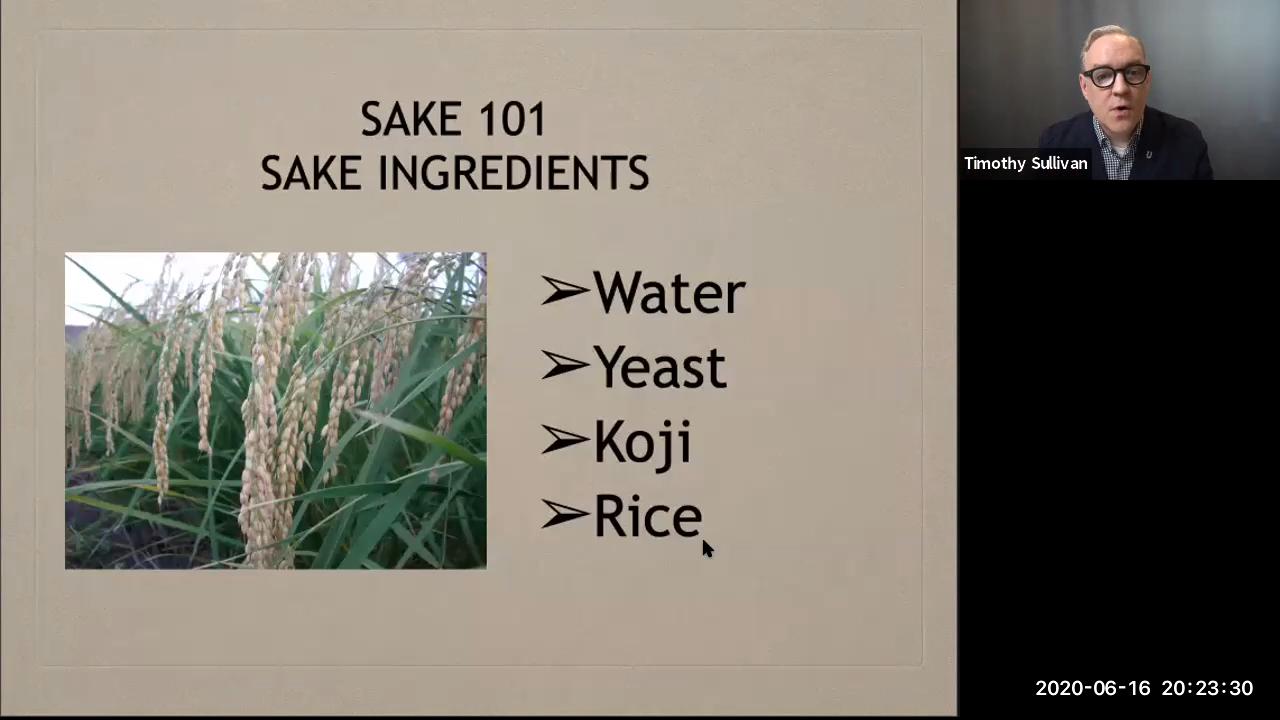 SAKE 101
SAKE INGREDIENTS
➢Water
➢Yeast
➢Koji
➢Rice
Timothy Sullivan
2020-06-16 20:23:30